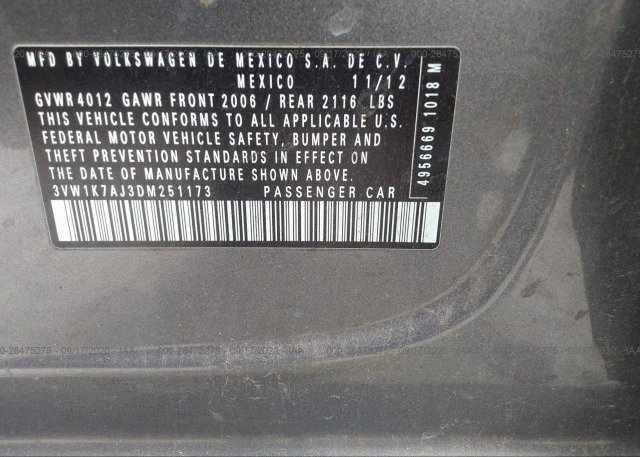 MFD BY VOLKSWAGEN DE MEXICO S.A. DE C.V.
MEXICO 11/12
GVWR 4012 GAWR FRONT 2006 / REAR 2116 LBS
THIS VEHICLE CONFORMS TO ALL APPLICABLE U.S.
FEDERAL MOTOR VEHICLE SAFETY, BUMPER AND
THEFT PREVENTION STANDARDS IN EFFECT ON
THE DATE OF MANUFACTURE SHOWN ABOVE.
3VW1K7AJ3DM251173 PASSENGER CAR
4956669 1018 M